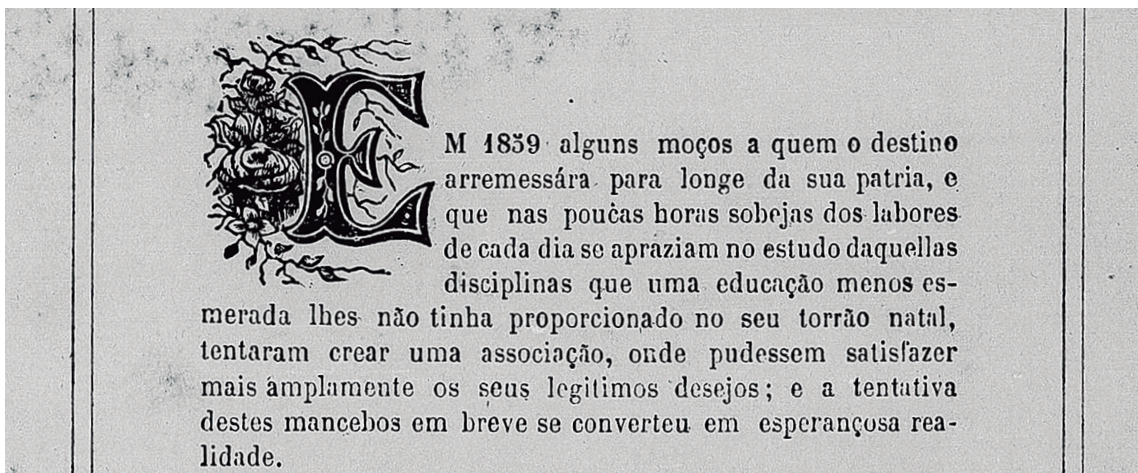 EM 1859 alguns moços a quem o destino
arremessára para longe da sua patria, e
que nas poucas horas sobejas dos labores
de cada dia se apraziam no estudo daquellas
disciplinas que uma educação menos es-
merada lhes não tinha proporcionado no seu torrão natal,
tentaram crear uma associação, onde pudessem satisfazer
mais amplamente os seus legitimos desejos; e a tentativa
destes mancebos em breve se converteu em esperançosa rea-
lidade.